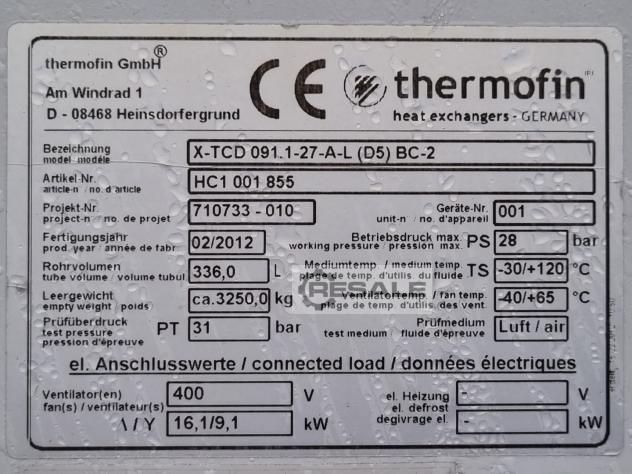 thermofin GmbH®
Am Windrad 1
D - 08468 Heinsdorfergrund
CE
thermofin
heat exchangers - GERMANY
Bezeichnung
model modéle
X-TCD 091.1-27-A-L (D5) BC-2
Artikel-Nr.
article-n / no. d'article
HC1 001 855
Projekt-Nr.
project-n / no. de projet
710733 - 010
Geräte-Nr.
unit-n / no. d'appareil
001
Fertigungsjahr
prod. year / année de fabr
02/2012
Betriebsdruck max.
working pressure / pression max.
PS 28 bar
Rohrvolumen
tube volume / volume tubul
336,0 L
Mediumtemp. / medium temp.
plage de temp. d'utilis. du fluide
TS -30/+120 °C
Leergewicht
empty weight / poids
ca.3250,0 kg
Ventilatortemp. / fan temp.
plage de temp. d'utilis. des vent.
-40/+65 °C
RESALE
Prüfüberdruck
test pressure
pression d'épreuve
PT 31 bar
Prüfmedium
test medium / fluide d'épreuve
Luft / air
el. Anschlusswerte / connected load / données électriques
Ventilator(en)
fan(s) / ventilateur(s)
400 V
/\ / Y 16,1/9,1 kW
el. Heizung
el. defrost
degivrage el.
- V
- kW